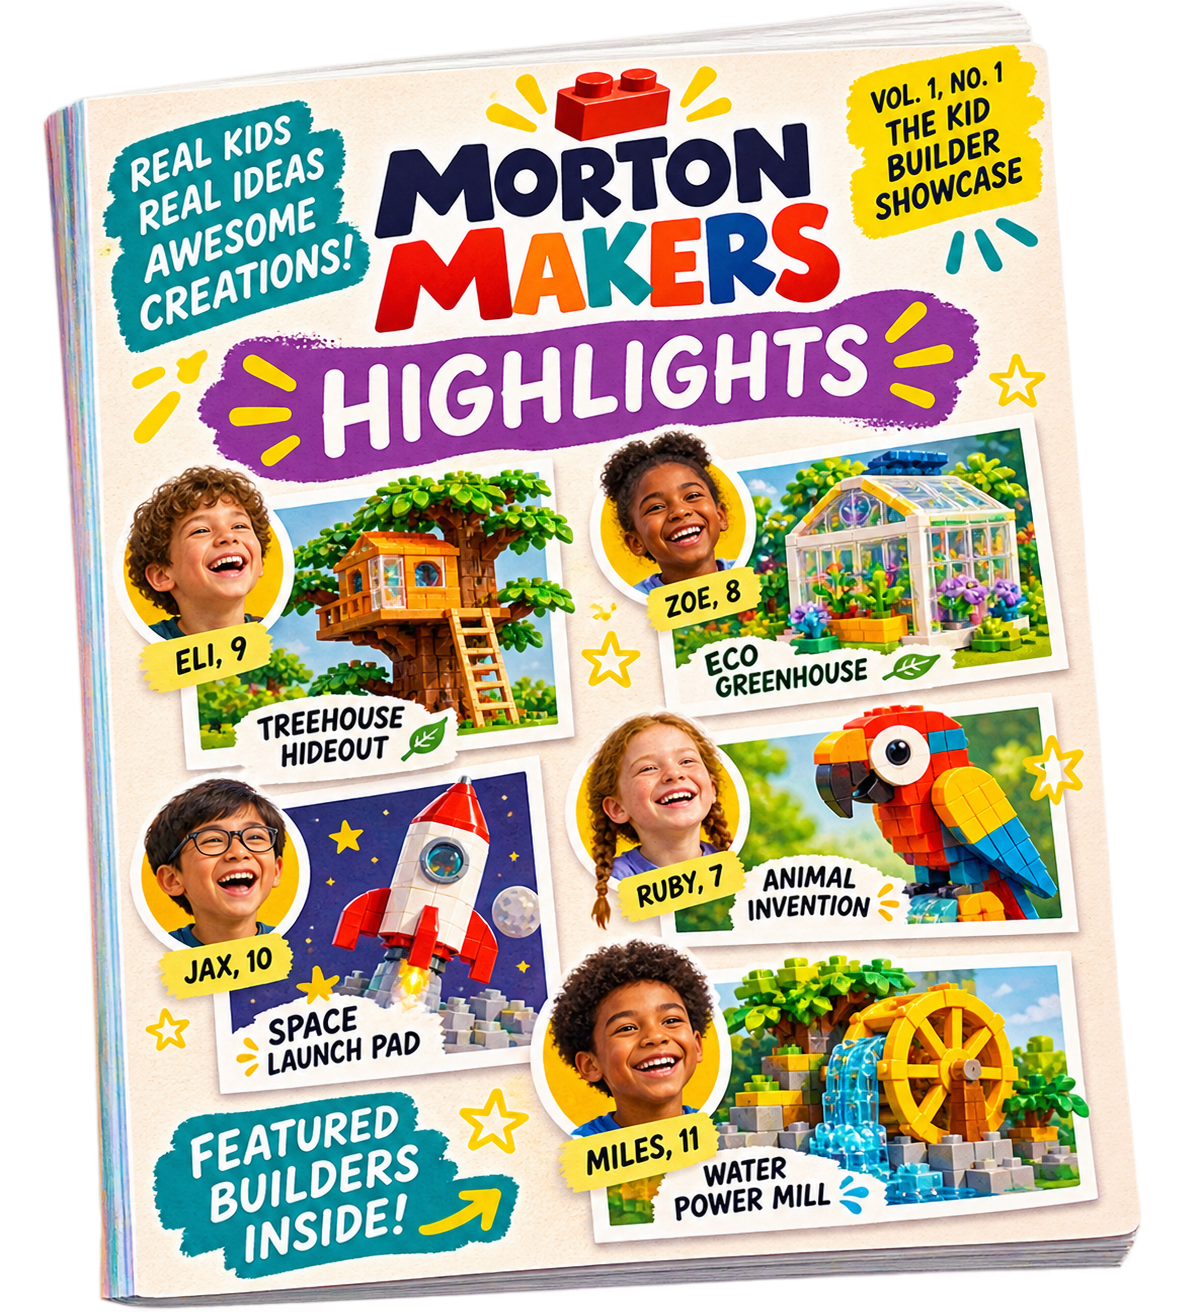 REAL KIDS
REAL IDEAS
AWESOME
CREATIONS!
MORTON
MAKERS
VOL. 1, NO. 1
THE KID
BUILDER
SHOWCASE
HIGHLIGHTS
ELI, 9
TREEHOUSE
HIDEOUT
ZOE, 8
ECO
GREENHOUSE
JAX, 10
SPACE
LAUNCH PAD
RUBY, 7
ANIMAL
INVENTION
MILES, 11
WATER
POWER MILL
FEATURED
BUILDERS
INSIDE!